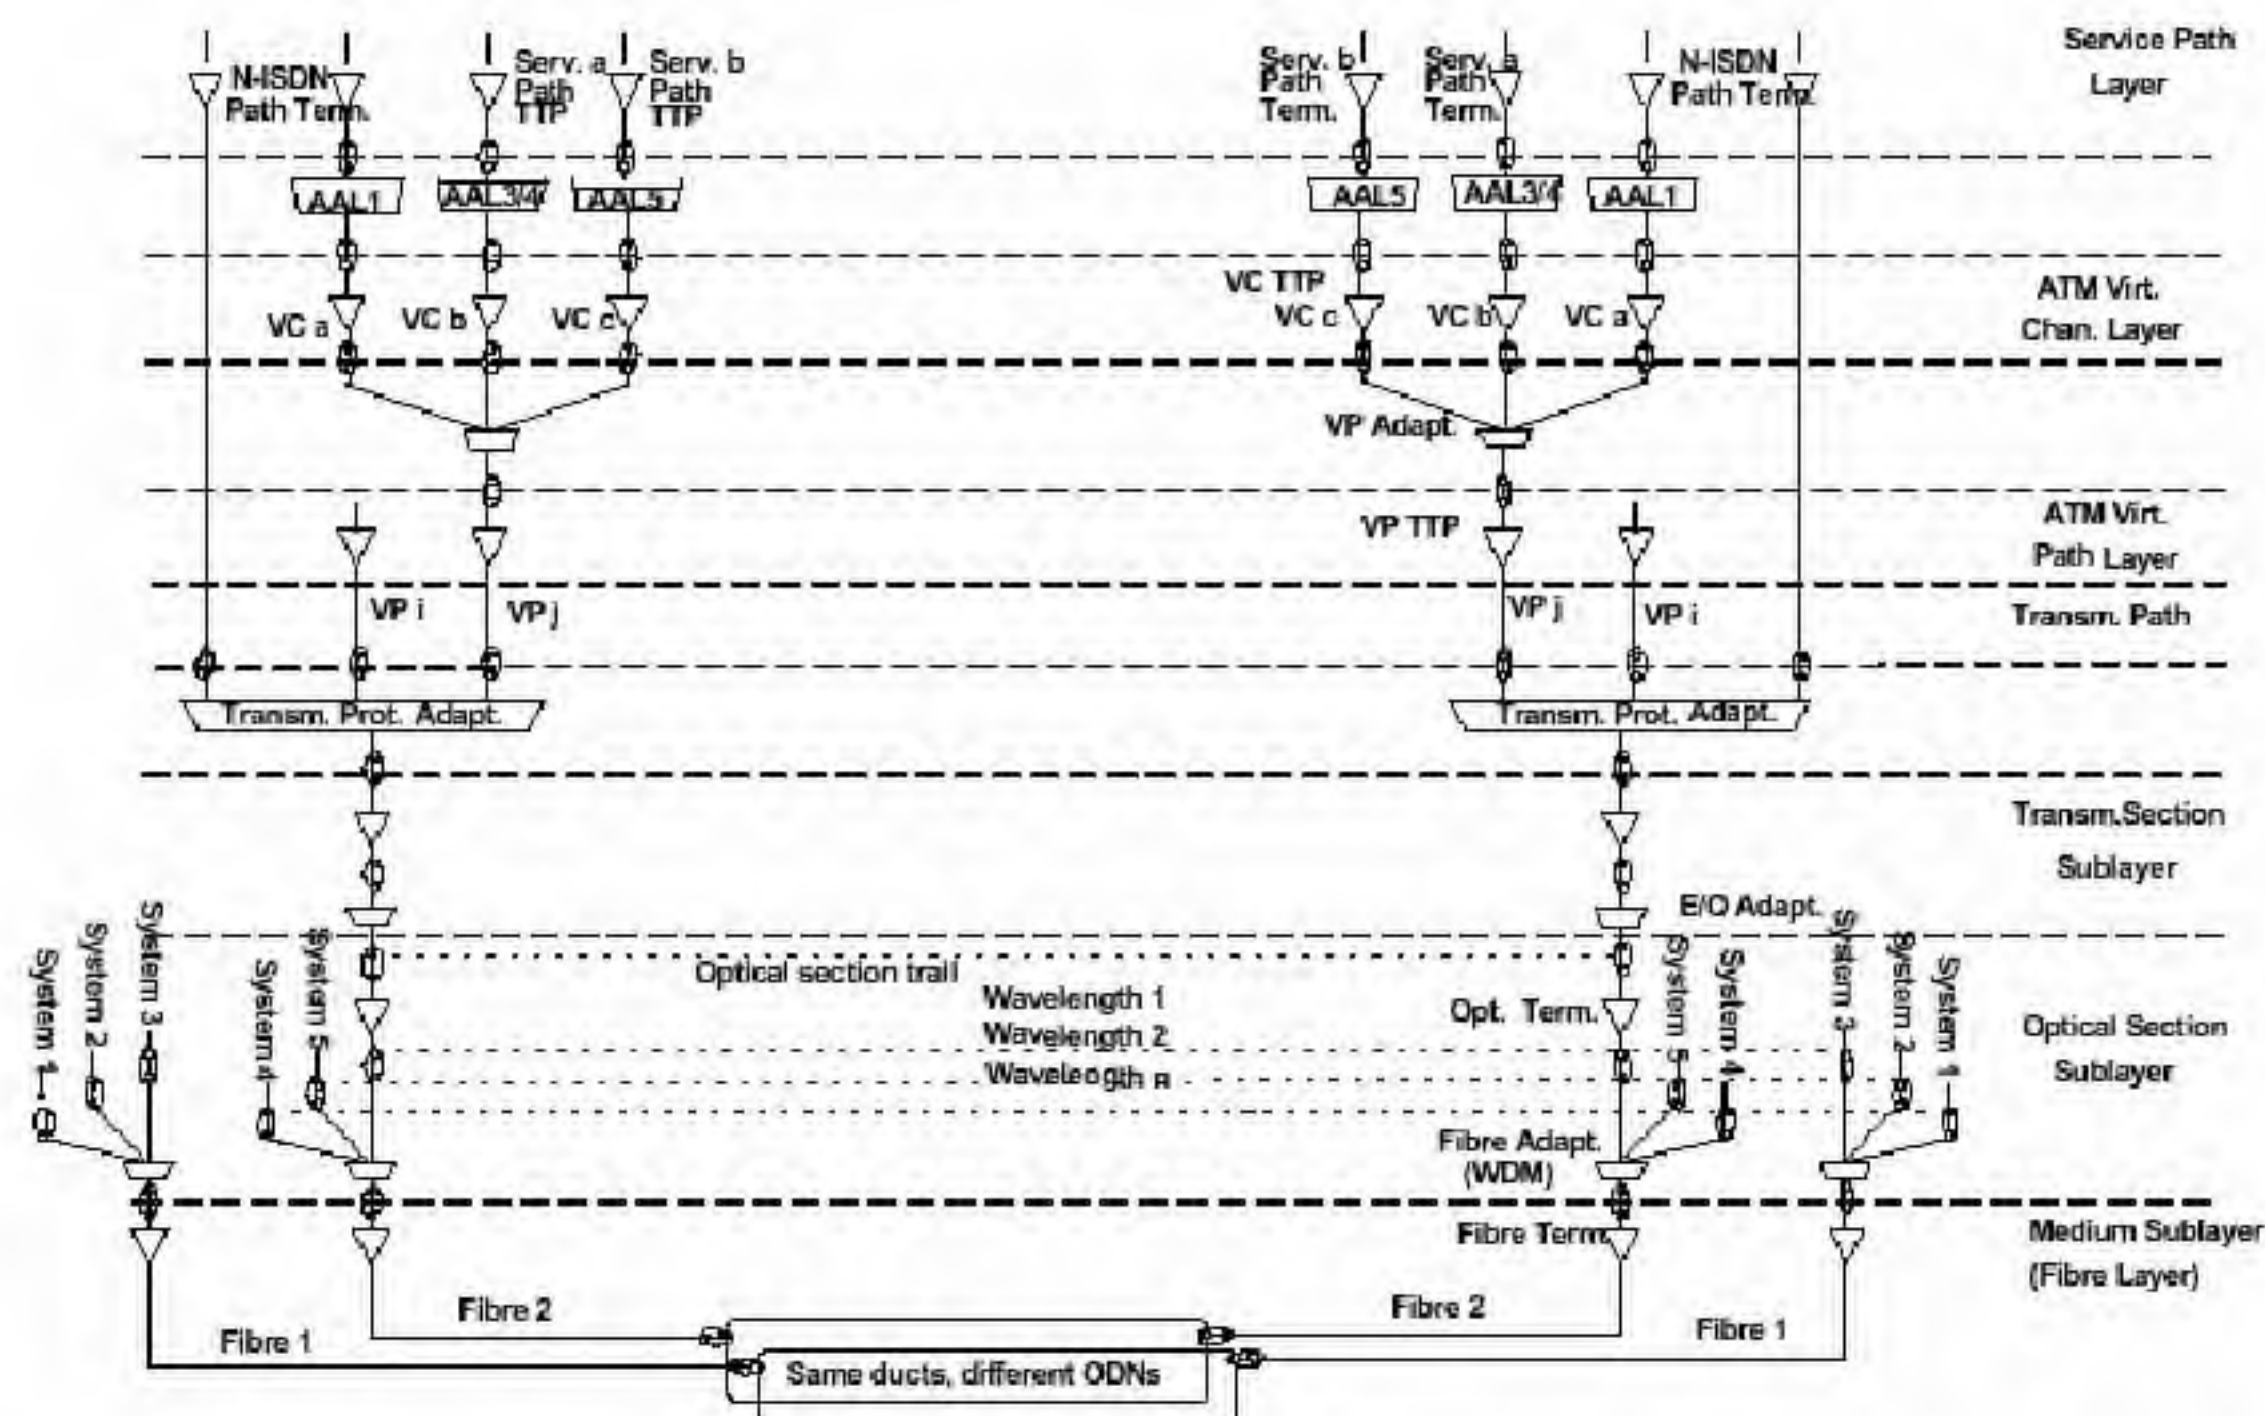 N-ISDN
Path Term.
Serv. a
Path
TTP
Serv. b
Path
TTP
Serv. b
Path
Term.
Serv. a
Path
Term.
N-ISDN
Path Term.
Service Path
Layer
AAL1
AAL3/4
AAL5
AAL5
AAL3/4
AAL1
VC a
VC b
VC c
VC TTP
VC c
VC b
VC a
ATM Virt.
Chan. Layer
VP Adapt.
VP TTP
ATM Virt.
Path Layer
VP i
VP j
VP j
VP i
Transm. Path
Transm. Prot. Adapt.
Transm. Prot. Adapt.
Transm.Section
Sublayer
E/O Adapt.
System 1
System 2
System 3
System 4
System 5
Optical section trail
Wavelength 1
Wavelength 2
Wavelength n
Opt. Term.
System 5
System 4
System 3
System 2
System 1
Optical Section
Sublayer
Fibre Adapt.
(WDM)
Fibre Term.
Medium Sublayer
(Fibre Layer)
Fibre 2
Fibre 1
Fibre 2
Fibre 1
Same ducts, different ODNs